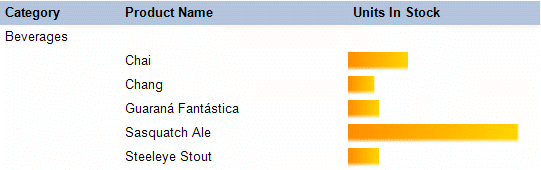 Category Product Name Units In Stock
Beverages
Chai
Chang
Guaraná Fantástica
Sasquatch Ale
Steeleye Stout